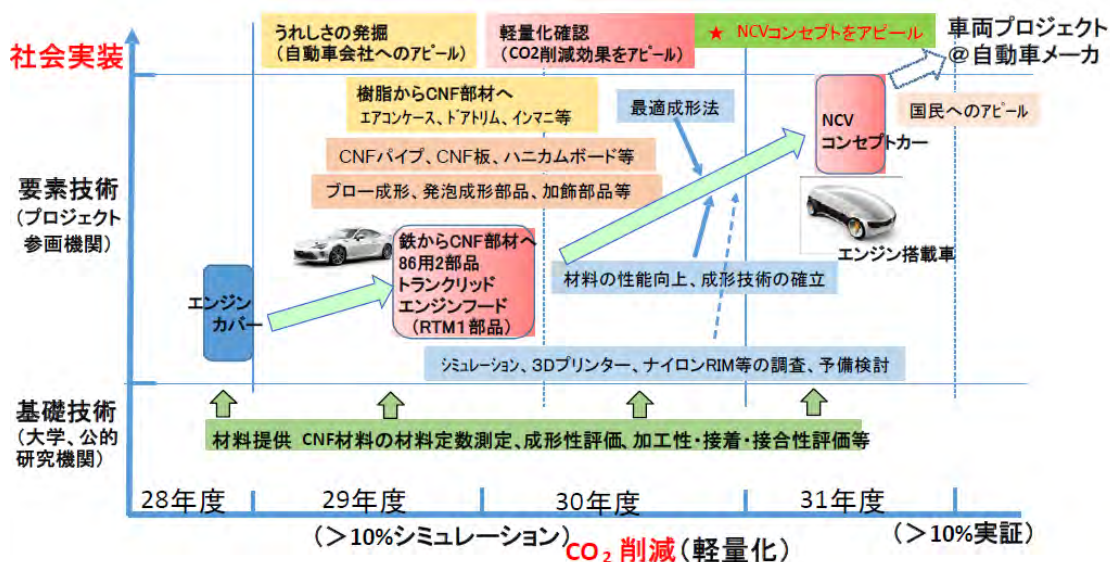 社会実装
うれしさの発掘
(自動車会社へのアピール)
軽量化確認
(CO2削減効果をアピール)
★ NCVコンセプトをアピール
車両プロジェクト
@自動車メーカ
樹脂からCNF部材へ
エアコンケース、ドアトリム、インマニ等
最適成形法
NCV
コンセプトカー
国民へのアピール
CNFパイプ、CNF板、ハニカムボード等
ブロー成形、発泡成形部品、加飾部品等
要素技術
(プロジェクト
参画機関)
鉄からCNF部材へ
86用2部品
トランクリッド
エンジンフード
(RTM1部品)
エンジン搭載車
材料の性能向上、成形技術の確立
エンジン
カバー
シミュレーション、3Dプリンター、ナイロンRIM等の調査、予備検討
基礎技術
(大学、公的
研究機関)
材料提供 CNF材料の材料定数測定、成形性評価、加工性・接着・接合性評価等
28年度
29年度
30年度
31年度
(>10%シミュレーション)
CO2 削減(軽量化)
(>10%実証)